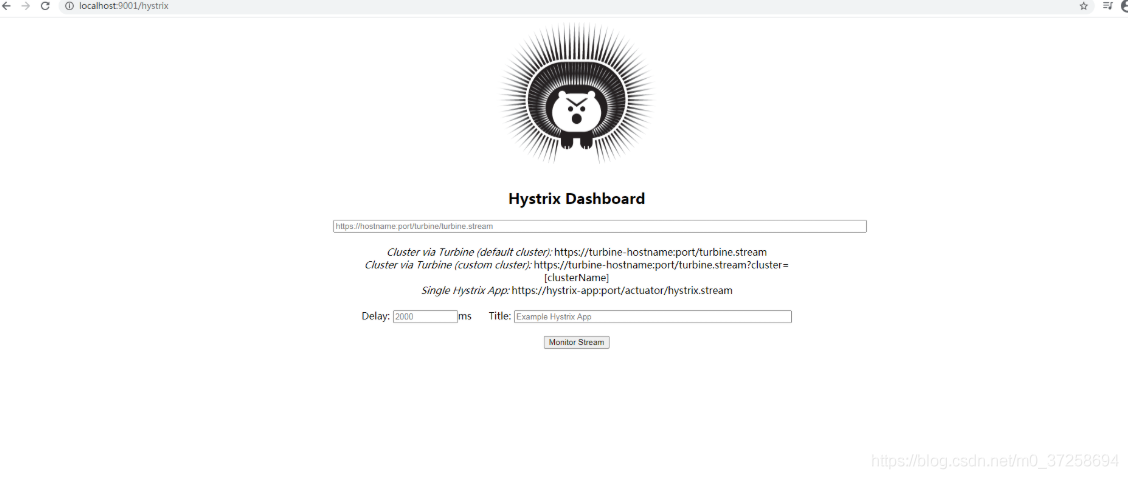 localhost:9001/hystrix
Hystrix Dashboard
https://hostname:port/turbine/turbine.stream
Cluster via Turbine (default cluster): https://turbine-hostname:port/turbine.stream
Cluster via Turbine (custom cluster): https://turbine-hostname:port/turbine.stream?cluster=
[clusterName]
Single Hystrix App: https://hystrix-app:port/actuator/hystrix.stream
Delay: 2000 ms Title: Example Hystrix App
Monitor Stream
https://blog.csdn.net/m0_37258694